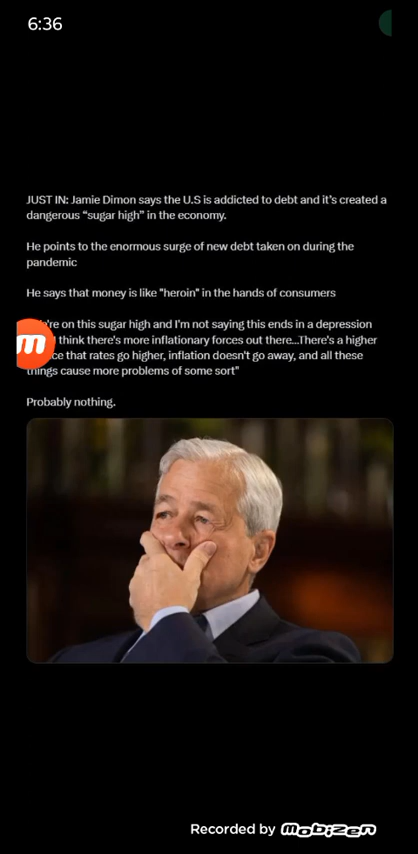 6:36
JUST IN: Jamie Dimon says the U.S is addicted to debt and it's created a
dangerous “sugar high” in the economy.
He points to the enormous surge of new debt taken on during the
pandemic
He says that money is like "heroin" in the hands of consumers
on this sugar high and I'm not saying this ends in a depression
think there's more inflationary forces out there...There's a higher
that rates go higher, inflation doesn't go away, and all these
things cause more problems of some sort"
Probably nothing.
m
Recorded by Mobizen